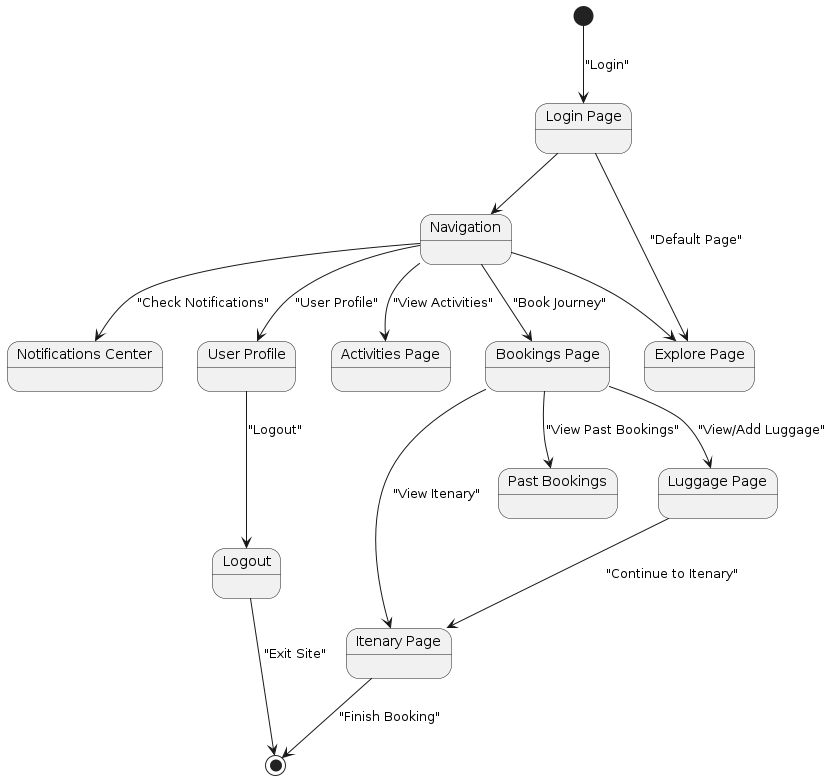 "Login"
Login Page
Navigation
"Default Page"
"Check Notifications"
"User Profile"
"View Activities"
"Book Journey"
Notifications Center
User Profile
Activities Page
Bookings Page
Explore Page
"Logout"
"View Past Bookings"
"View/Add Luggage"
"View Itenary"
Past Bookings
Luggage Page
Logout
"Continue to Itenary"
Itenary Page
"Exit Site"
"Finish Booking"